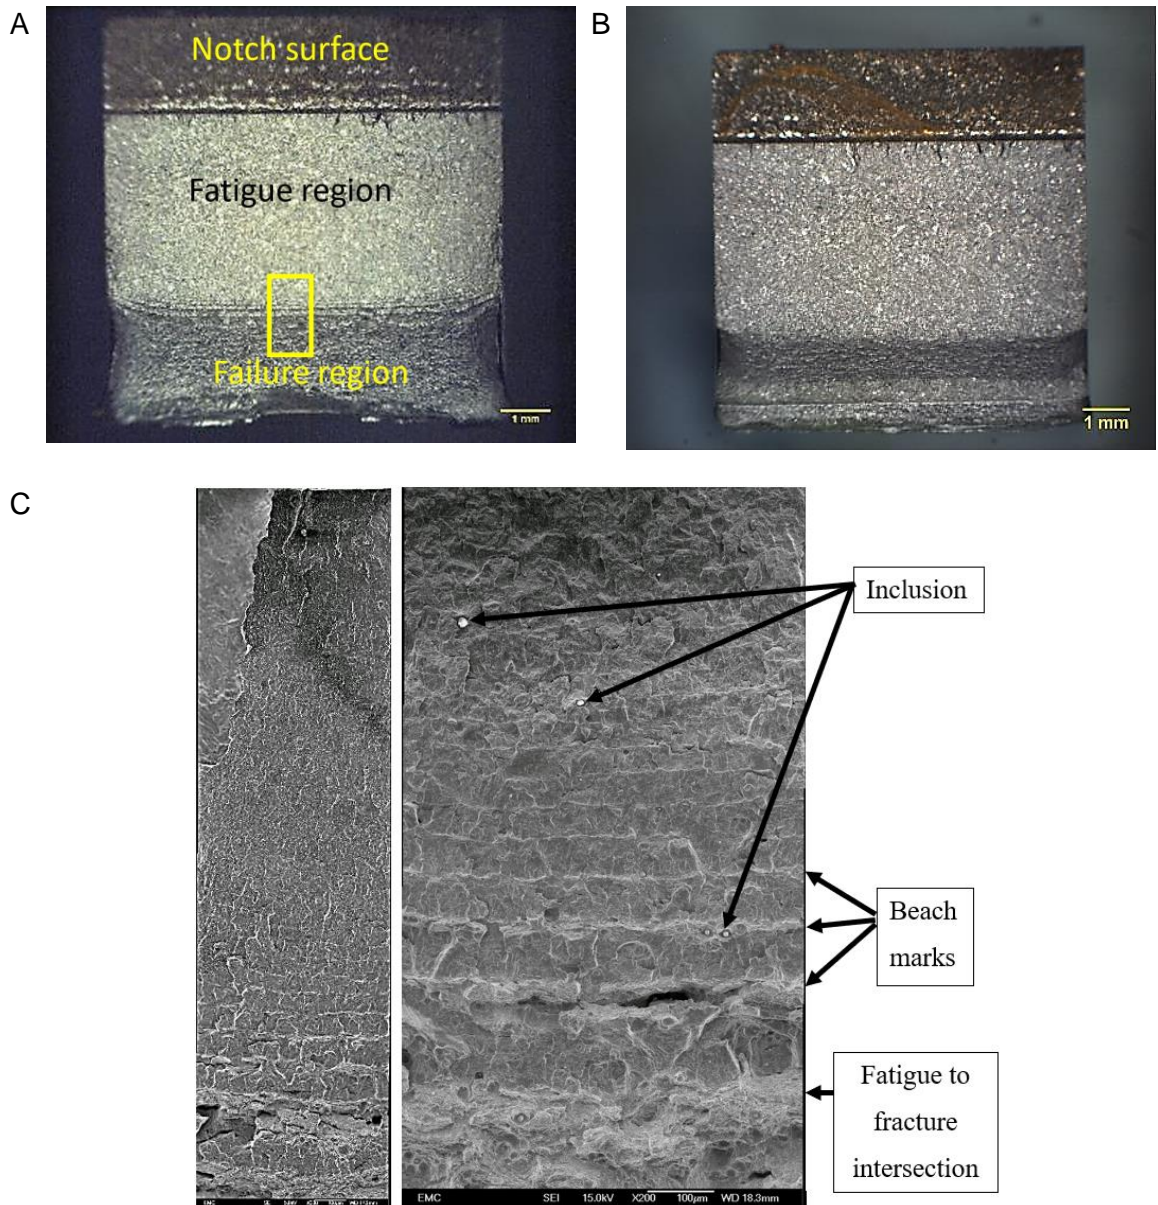 A
Notch surface
Fatigue region
Failure region
1 mm
B
1 mm
C
Inclusion
Beach
marks
Fatigue to
fracture
intersection
EMC SEI 15.0kV X200 100µm WD 18.3mm